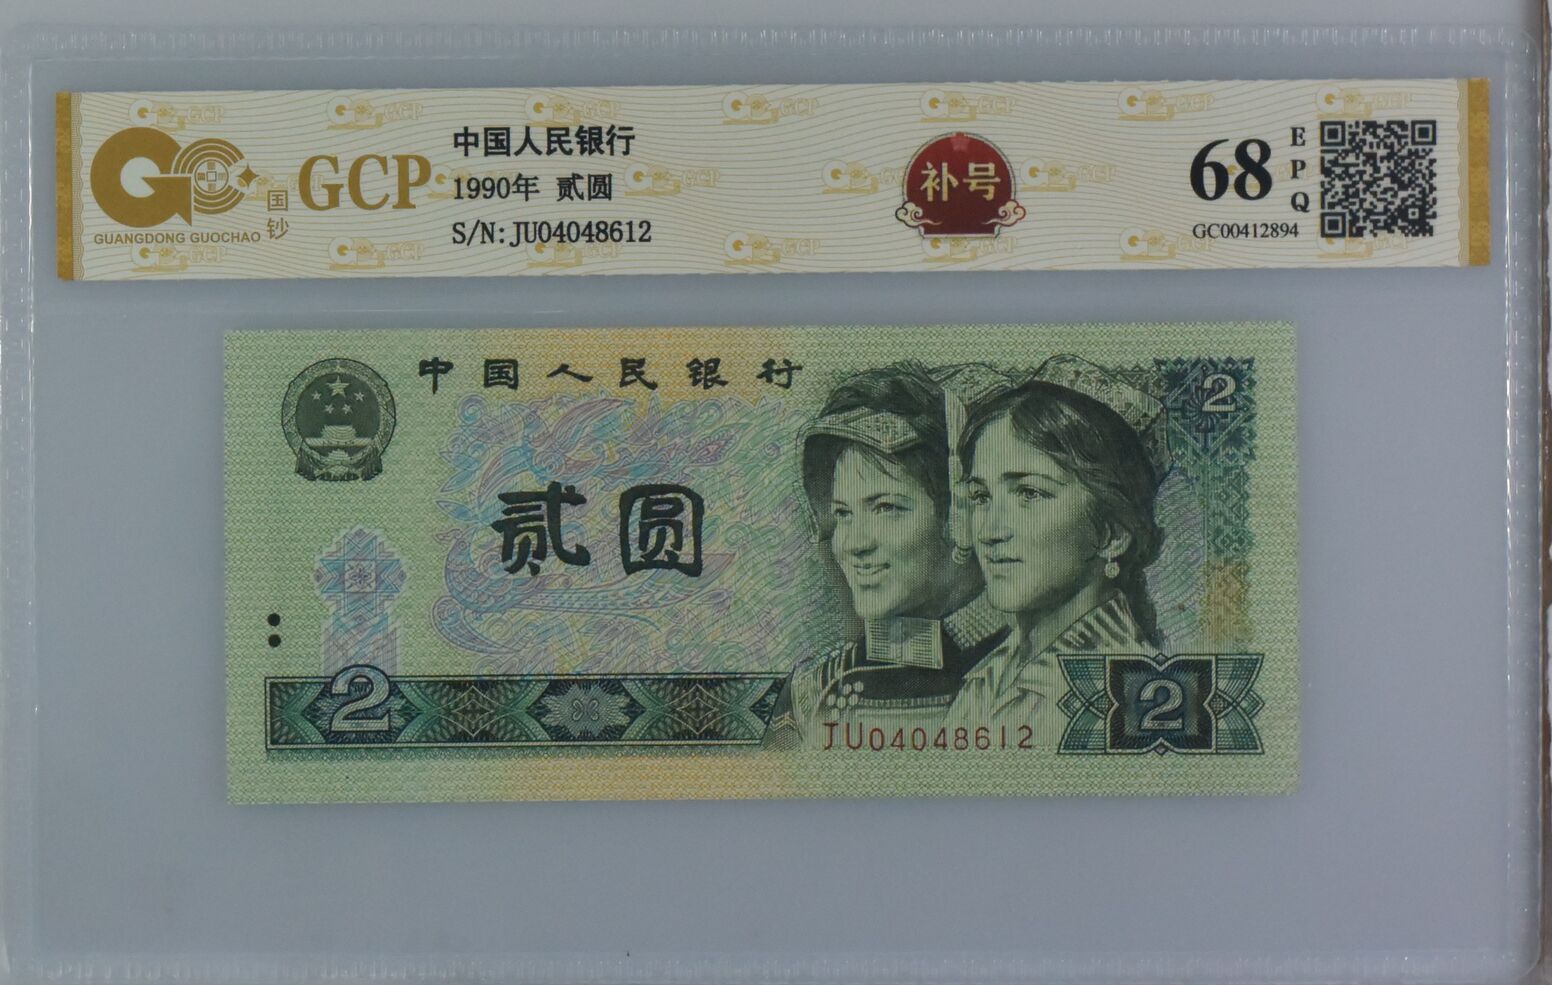 GCP
国钞
GUANGDONG GUOCHAO
中国人民银行
1990年 贰圆
S/N:JU04048612
补号
68
EPQ
GC00412894
中国人民银行
2
贰圆
2
JU04048612
2